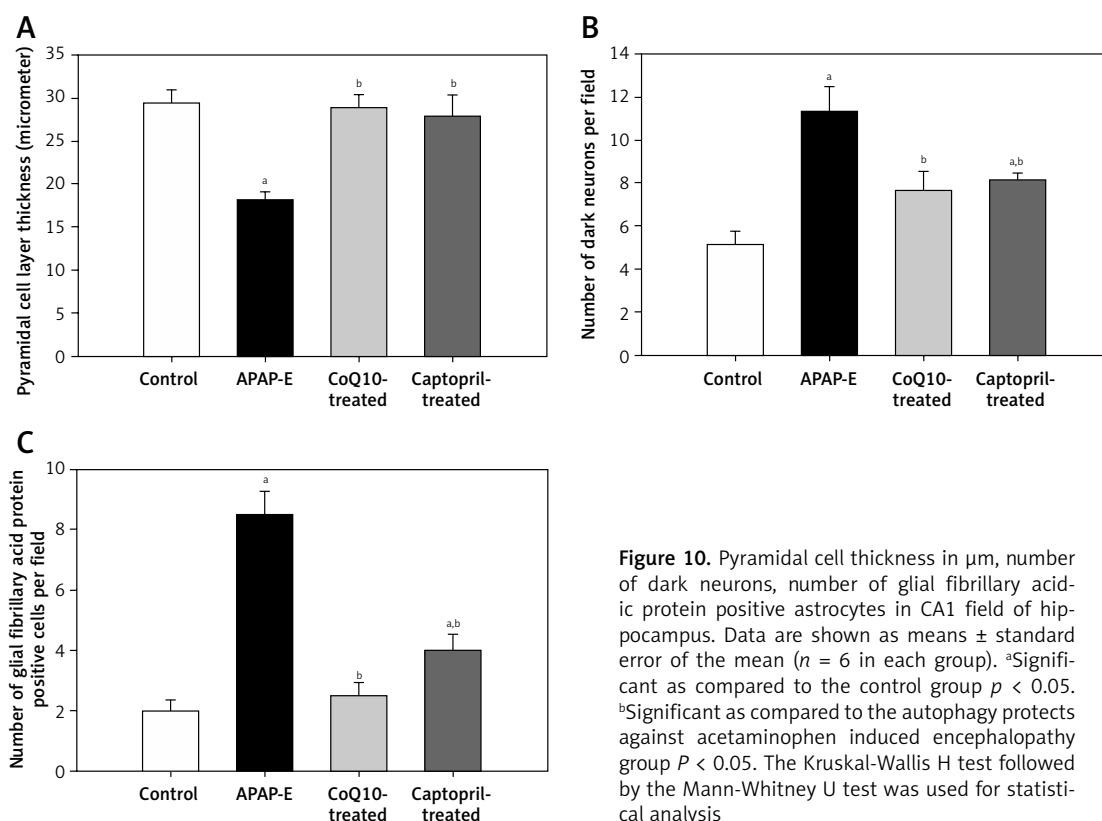 A
Pyramidal cell layer thickness (micrometer)
35
30
25
20
15
10
5
0
a
b
b
Control
APAP-E
CoQ10-
treated
Captopril-
treated
B
Number of dark neurons per field
14
12
10
8
6
4
2
0
a
b
a,b
Control
APAP-E
CoQ10-
treated
Captopril-
treated
C
Number of glial fibrillary acid protein
positive cells per field
10
8
6
4
2
0
a
b
a,b
Control
APAP-E
CoQ10-
treated
Captopril-
treated
Figure 10. Pyramidal cell thickness in µm, number
of dark neurons, number of glial fibrillary acid-
ic protein positive astrocytes in CA1 field of hip-
pocampus. Data are shown as means ± standard
error of the mean (n = 6 in each group). ᵃSignifi-
cant as compared to the control group p < 0.05.
ᵇSignificant as compared to the autophagy protects
against acetaminophen induced encephalopathy
group P < 0.05. The Kruskal-Wallis H test followed
by the Mann-Whitney U test was used for statisti-
cal analysis